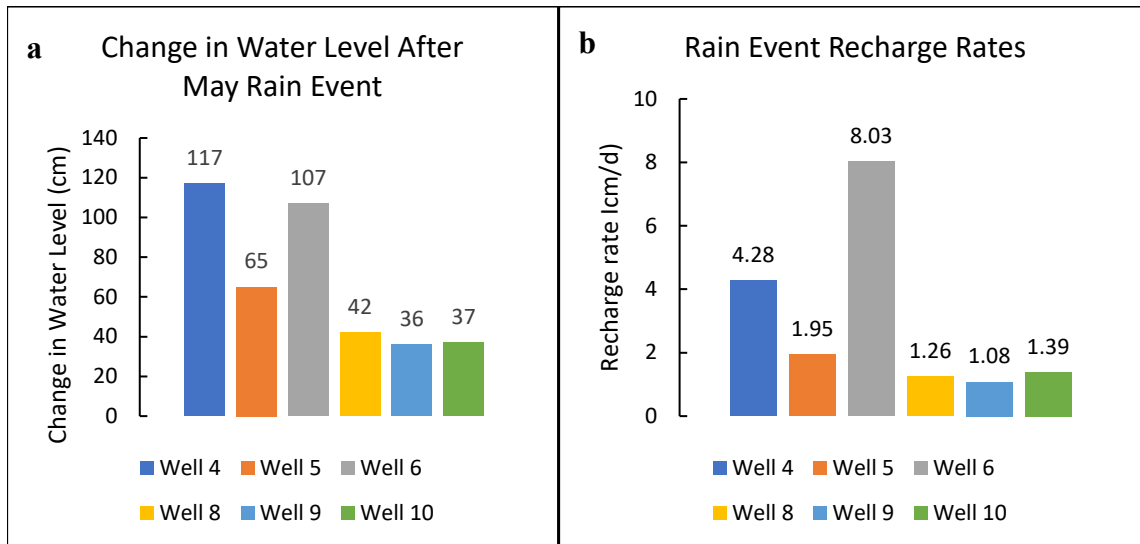 a
Change in Water Level After
May Rain Event
Change in Water Level (cm)
140
120
100
80
60
40
20
0
117
65
107
42
36
37
Well 4 Well 5 Well 6
Well 8 Well 9 Well 10
b
Rain Event Recharge Rates
Recharge rate Icm/d)
10
8
6
4
2
0
4.28
1.95
8.03
1.26
1.08
1.39
Well 4 Well 5 Well 6
Well 8 Well 9 Well 10